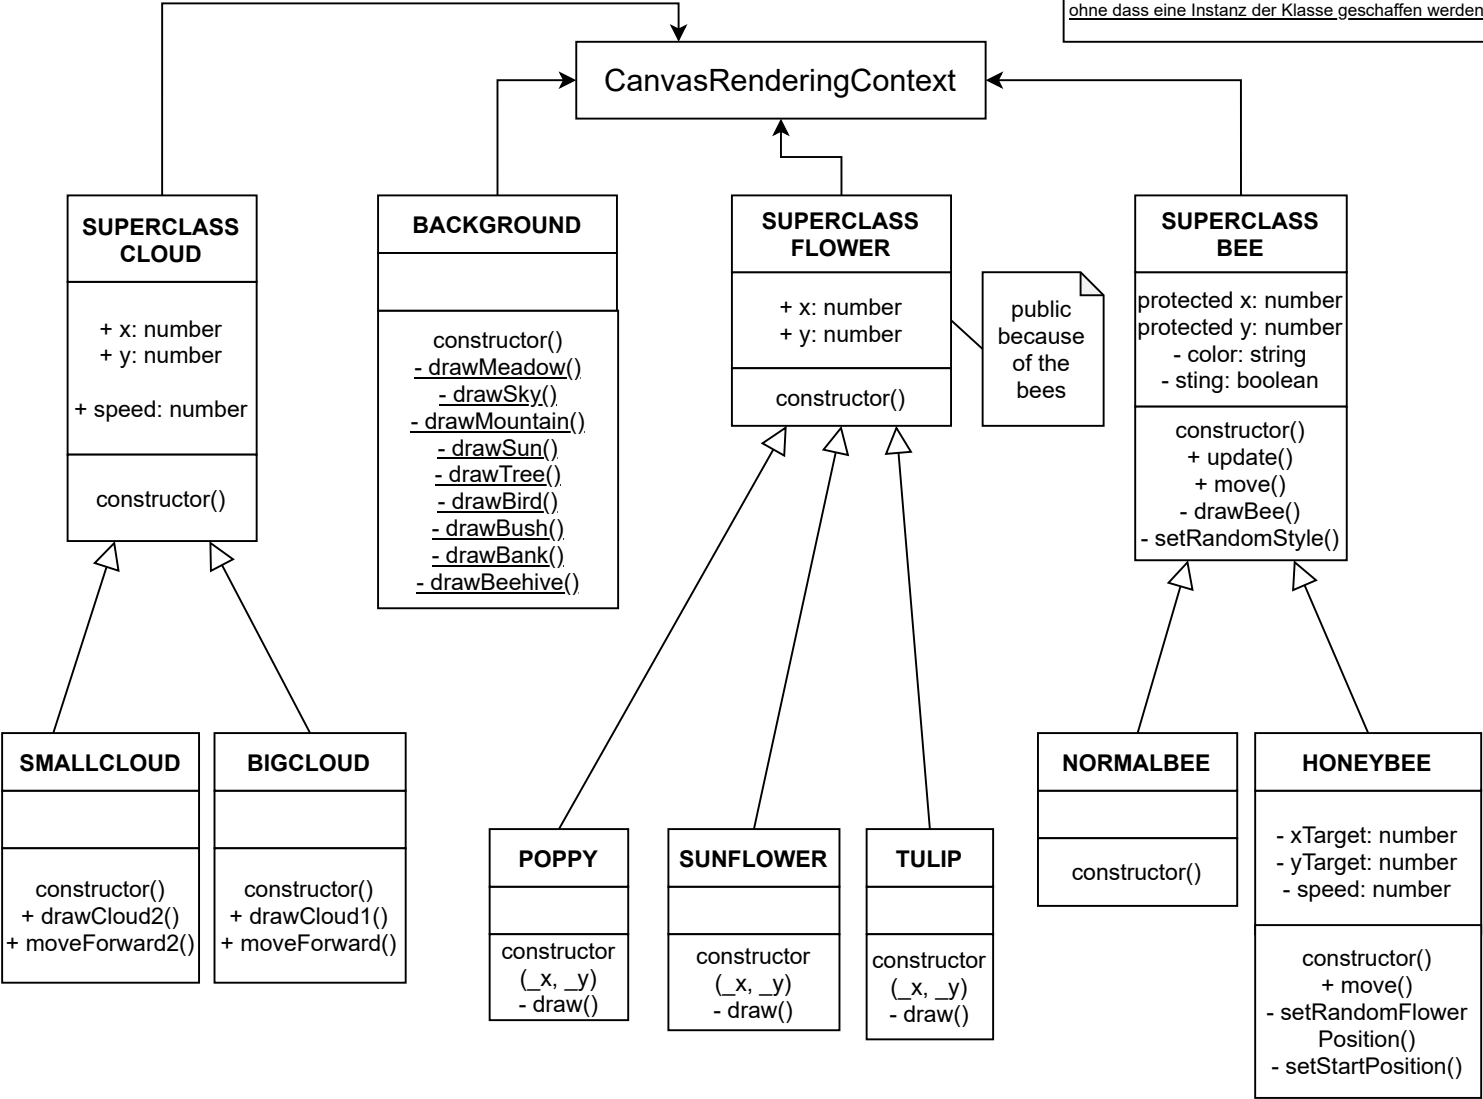 ohne dass eine Instanz der Klasse geschaffen werden
CanvasRenderingContext
SUPERCLASS
CLOUD
+ x: number
+ y: number
+ speed: number
constructor()
BACKGROUND
constructor()
- drawMeadow()
- drawSky()
- drawMountain()
- drawSun()
- drawTree()
- drawBird()
- drawBush()
- drawBank()
- drawBeehive()
SUPERCLASS
FLOWER
+ x: number
+ y: number
constructor()
public
because
of the
bees
SUPERCLASS
BEE
protected x: number
protected y: number
- color: string
- sting: boolean
constructor()
+ update()
+ move()
- drawBee()
- setRandomStyle()
SMALLCLOUD
constructor()
+ drawCloud2()
+ moveForward2()
BIGCLOUD
constructor()
+ drawCloud1()
+ moveForward()
POPPY
constructor
(_x, _y)
- draw()
SUNFLOWER
constructor
(_x, _y)
- draw()
TULIP
constructor
(_x, _y)
- draw()
NORMALBEE
constructor()
HONEYBEE
- xTarget: number
- yTarget: number
- speed: number
constructor()
+ move()
- setRandomFlower
Position()
- setStartPosition()